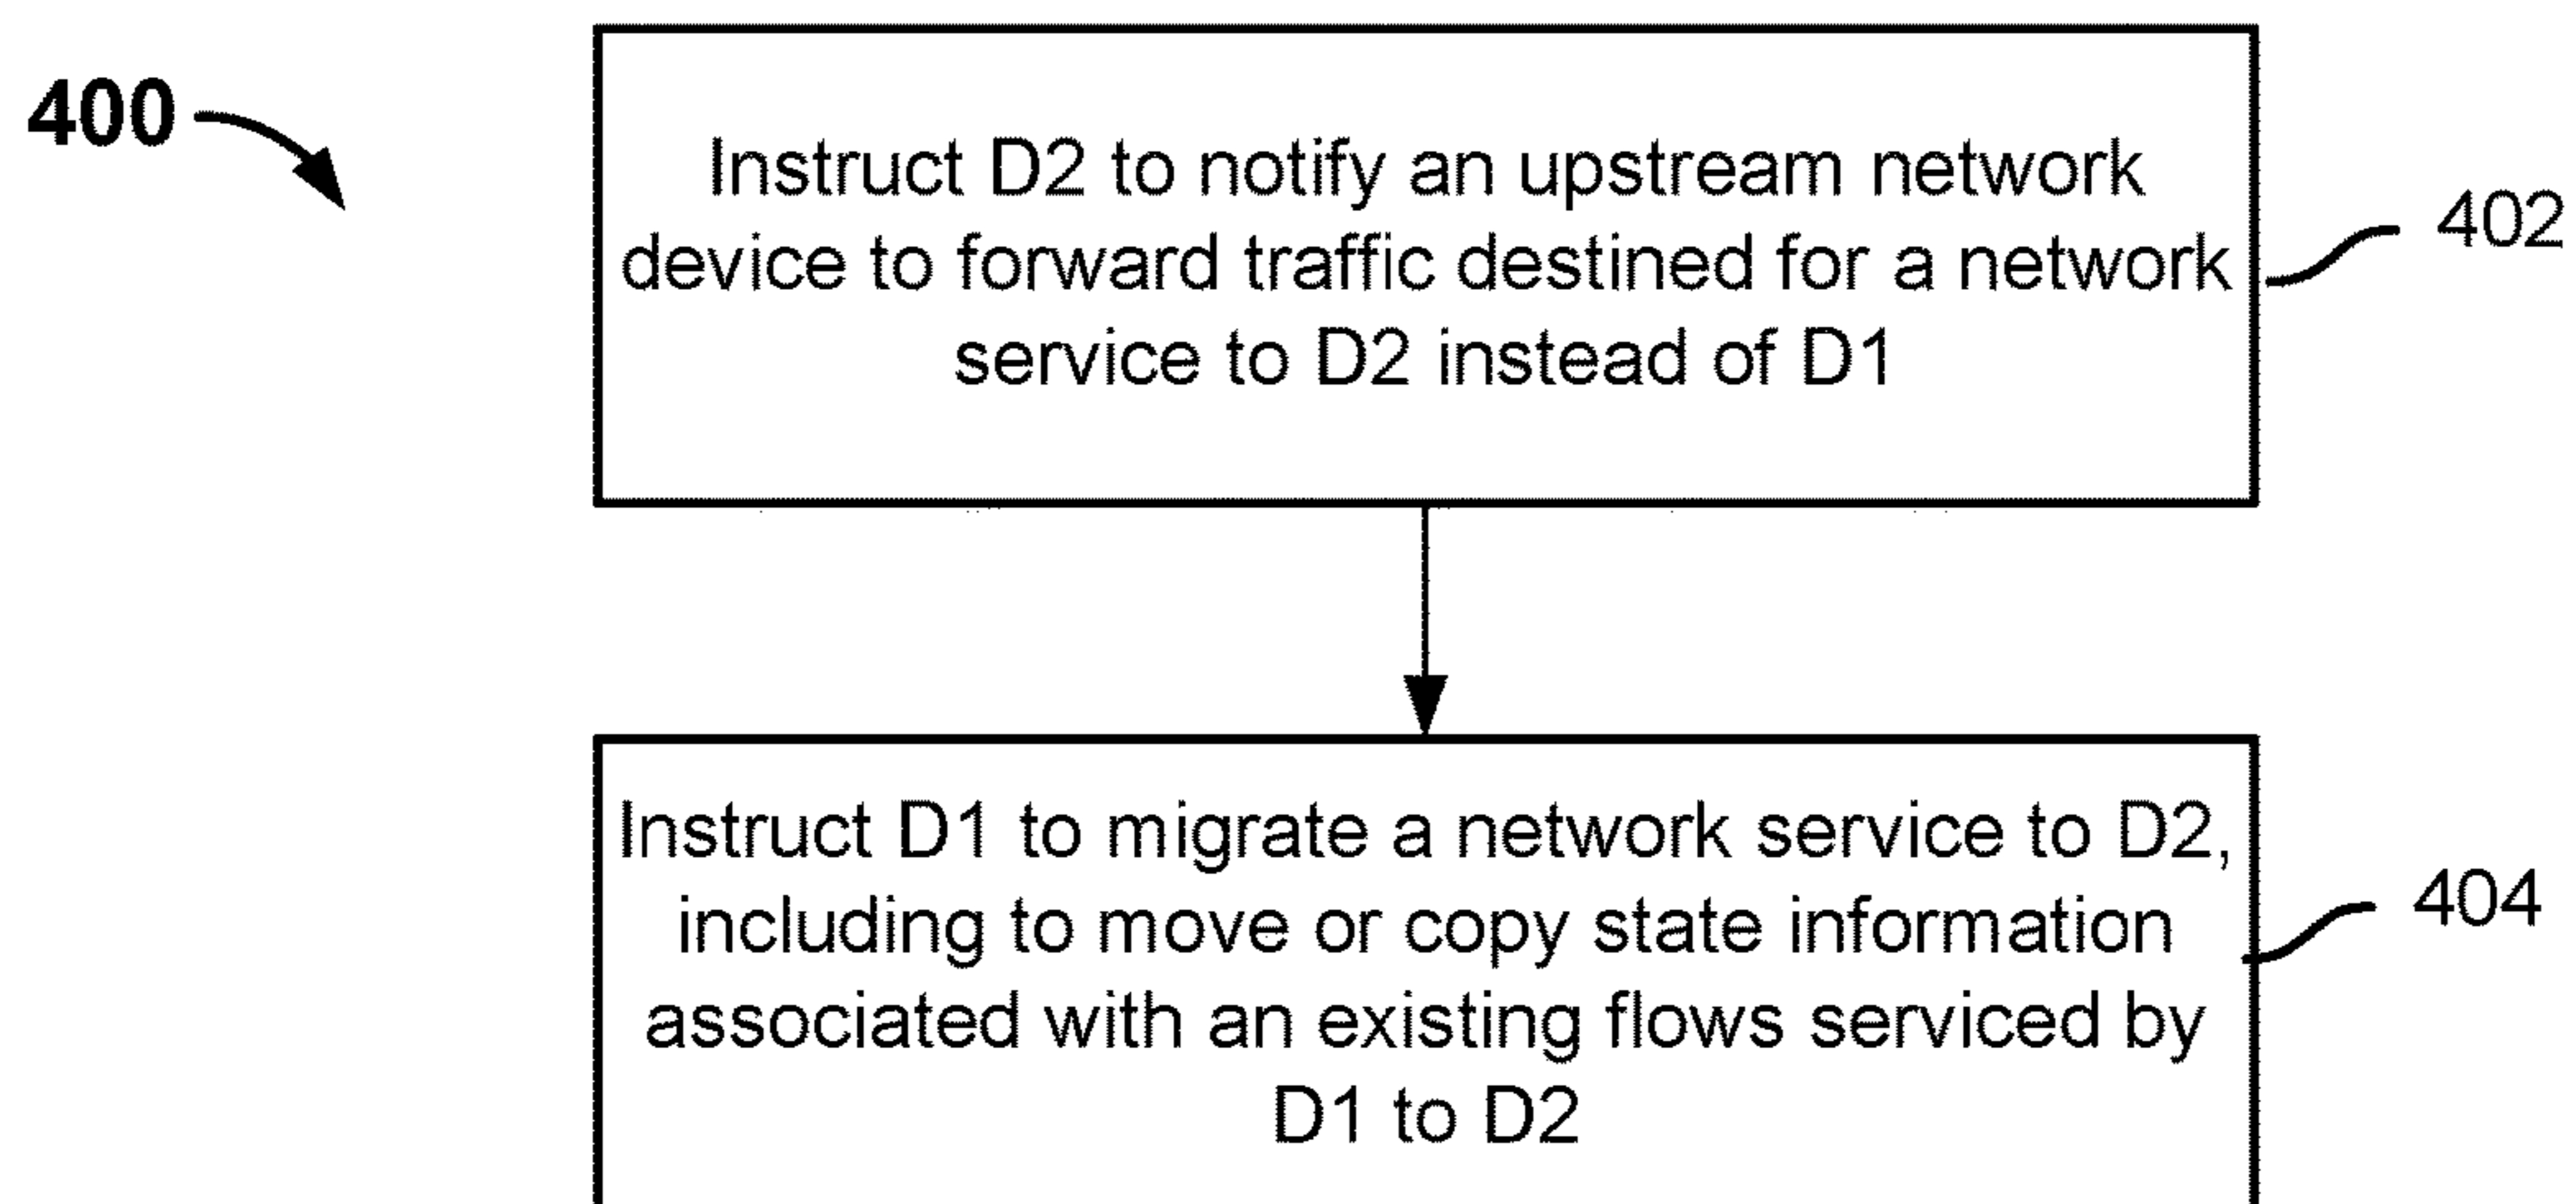 400
Instruct D2 to notify an upstream network
device to forward traffic destined for a network
service to D2 instead of D1
402
Instruct D1 to migrate a network service to D2,
including to move or copy state information
associated with an existing flows serviced by
D1 to D2
404